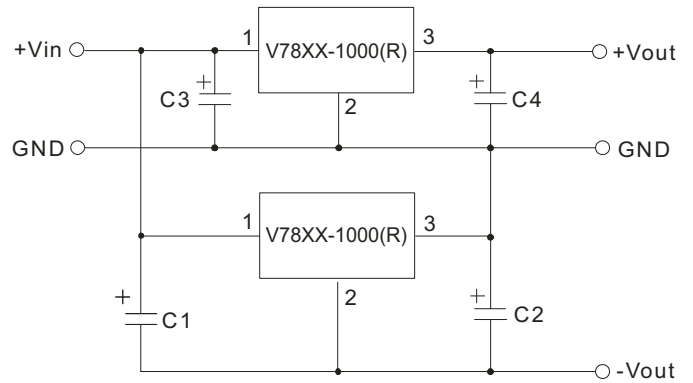 1 V78XX-1000(R) 3
+Vin +Vout
+
C3 2 + C4
GND GND
1 V78XX-1000(R) 3
2
+ C1 + C2
-Vout